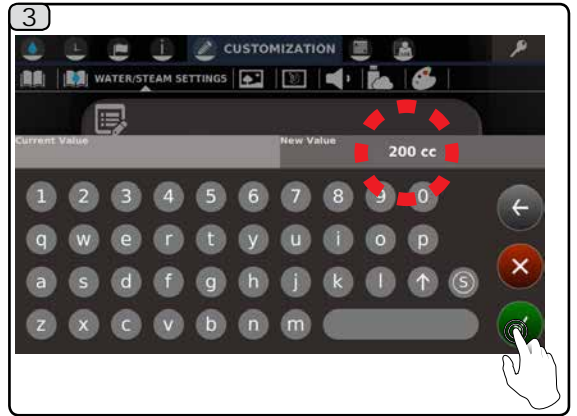 3
CUSTOMIZATION
WATER/STEAM SETTINGS
Current Value New Value
200 cc
1 2 3 4 5 6 7 8 9 0
q w e r t y u i o p
a s d f g h j k l ↑ S
z x c v b n m